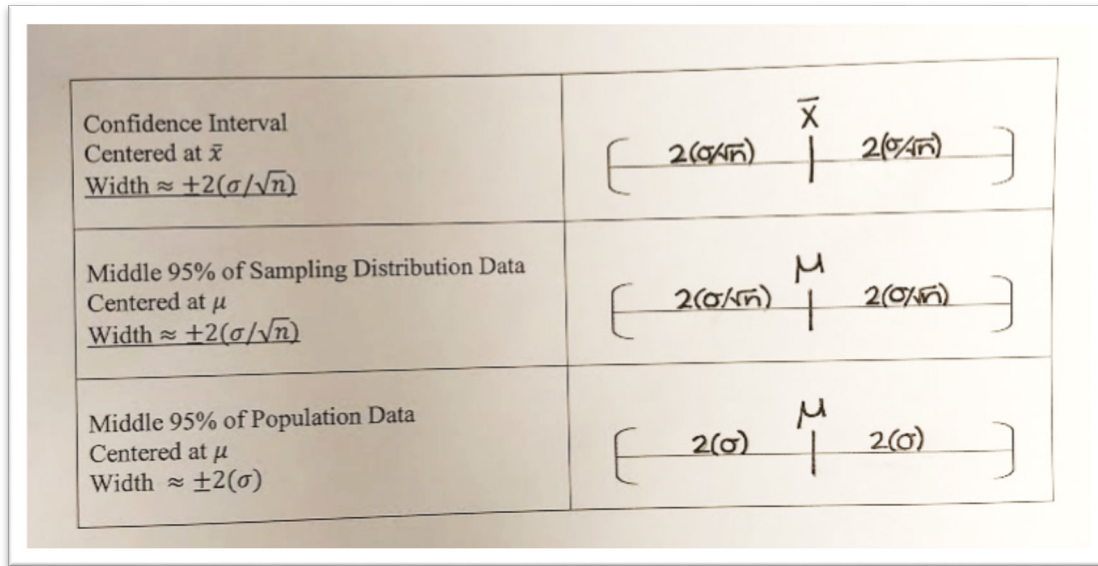 Confidence Interval
Centered at x̄
Width ≈ ±2(σ/√n)
x̄
2(σ/√n) 2(σ/√n)
Middle 95% of Sampling Distribution Data
Centered at μ
Width ≈ ±2(σ/√n)
μ
2(σ/√n) 2(σ/√n)
Middle 95% of Population Data
Centered at μ
Width ≈ ±2(σ)
μ
2(σ) 2(σ)